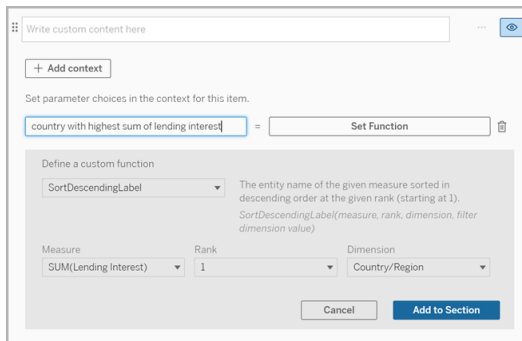 Write custom content here
+ Add context
Set parameter choices in the context for this item.
country with highest sum of lending interest = Set Function
Define a custom function
SortDescendingLabel
The entity name of the given measure sorted in
descending order at the given rank (starting at 1).
SortDescendingLabel(measure, rank, dimension, filter
dimension value)
Measure Rank Dimension
SUM(Lending Interest) 1 Country/Region
Cancel Add to Section